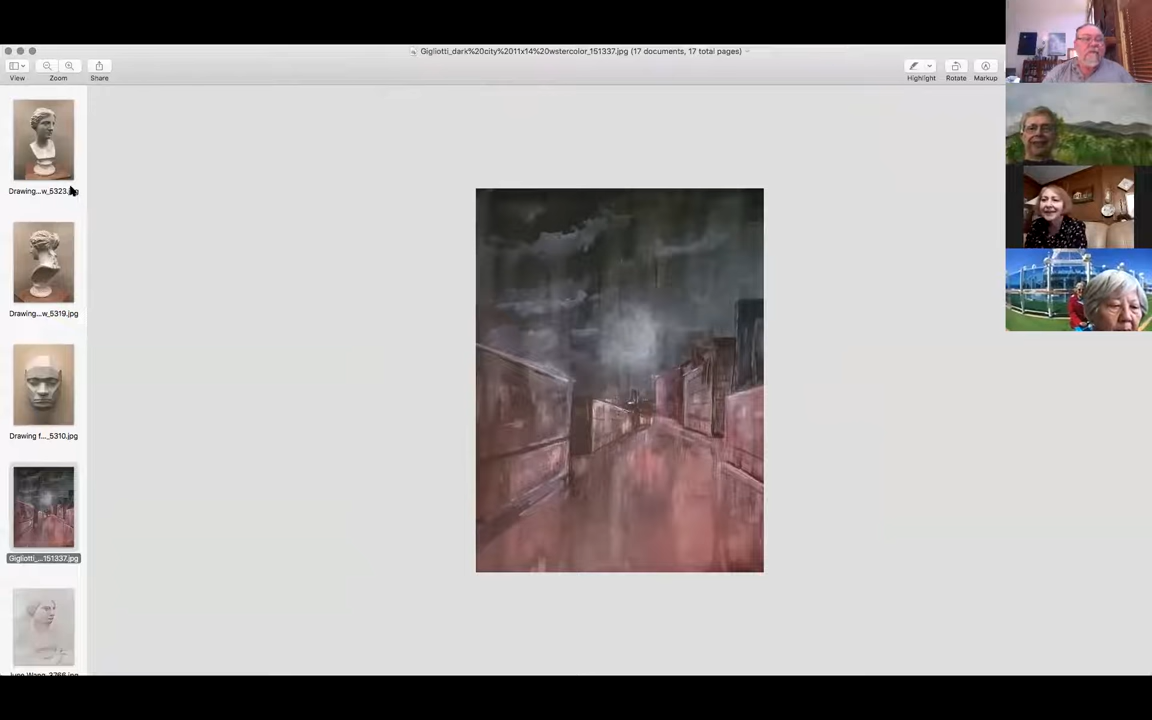 Gigliotti_dark%20city%2011x14%20wstercolor_151337.jpg (17 documents, 17 total pages)
View
Zoom
Share
Highlight
Rotate
Markup
Drawing...w_5323.jpg
Drawing...w_5319.jpg
Drawing f..._5310.jpg
Gigliotti_...151337.jpg